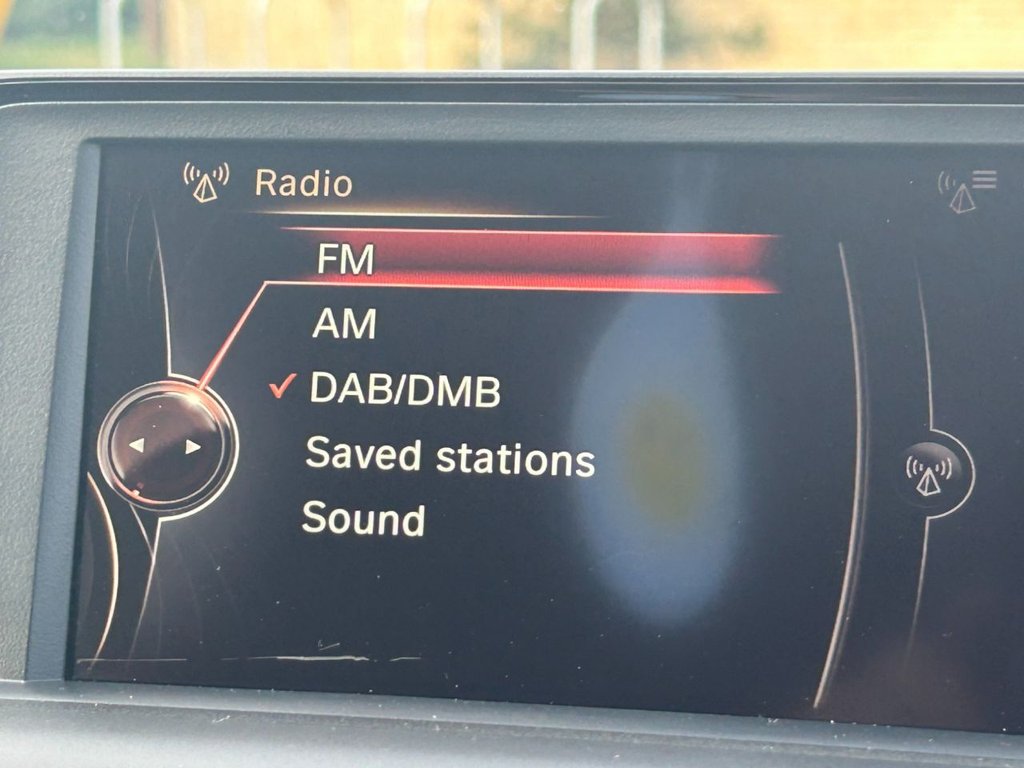 Radio
FM
AM
DAB/DMB
Saved stations
Sound